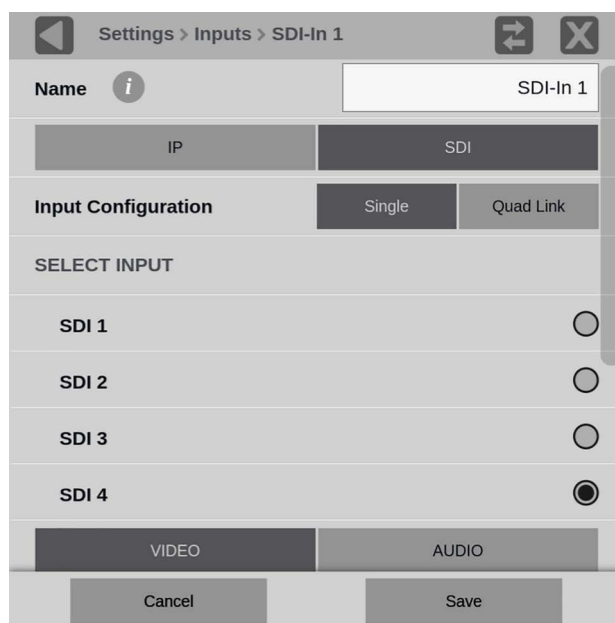 Settings > Inputs > SDI-In 1
Name i SDI-In 1
IP SDI
Input Configuration Single Quad Link
SELECT INPUT
SDI 1
SDI 2
SDI 3
SDI 4
VIDEO AUDIO
Cancel Save